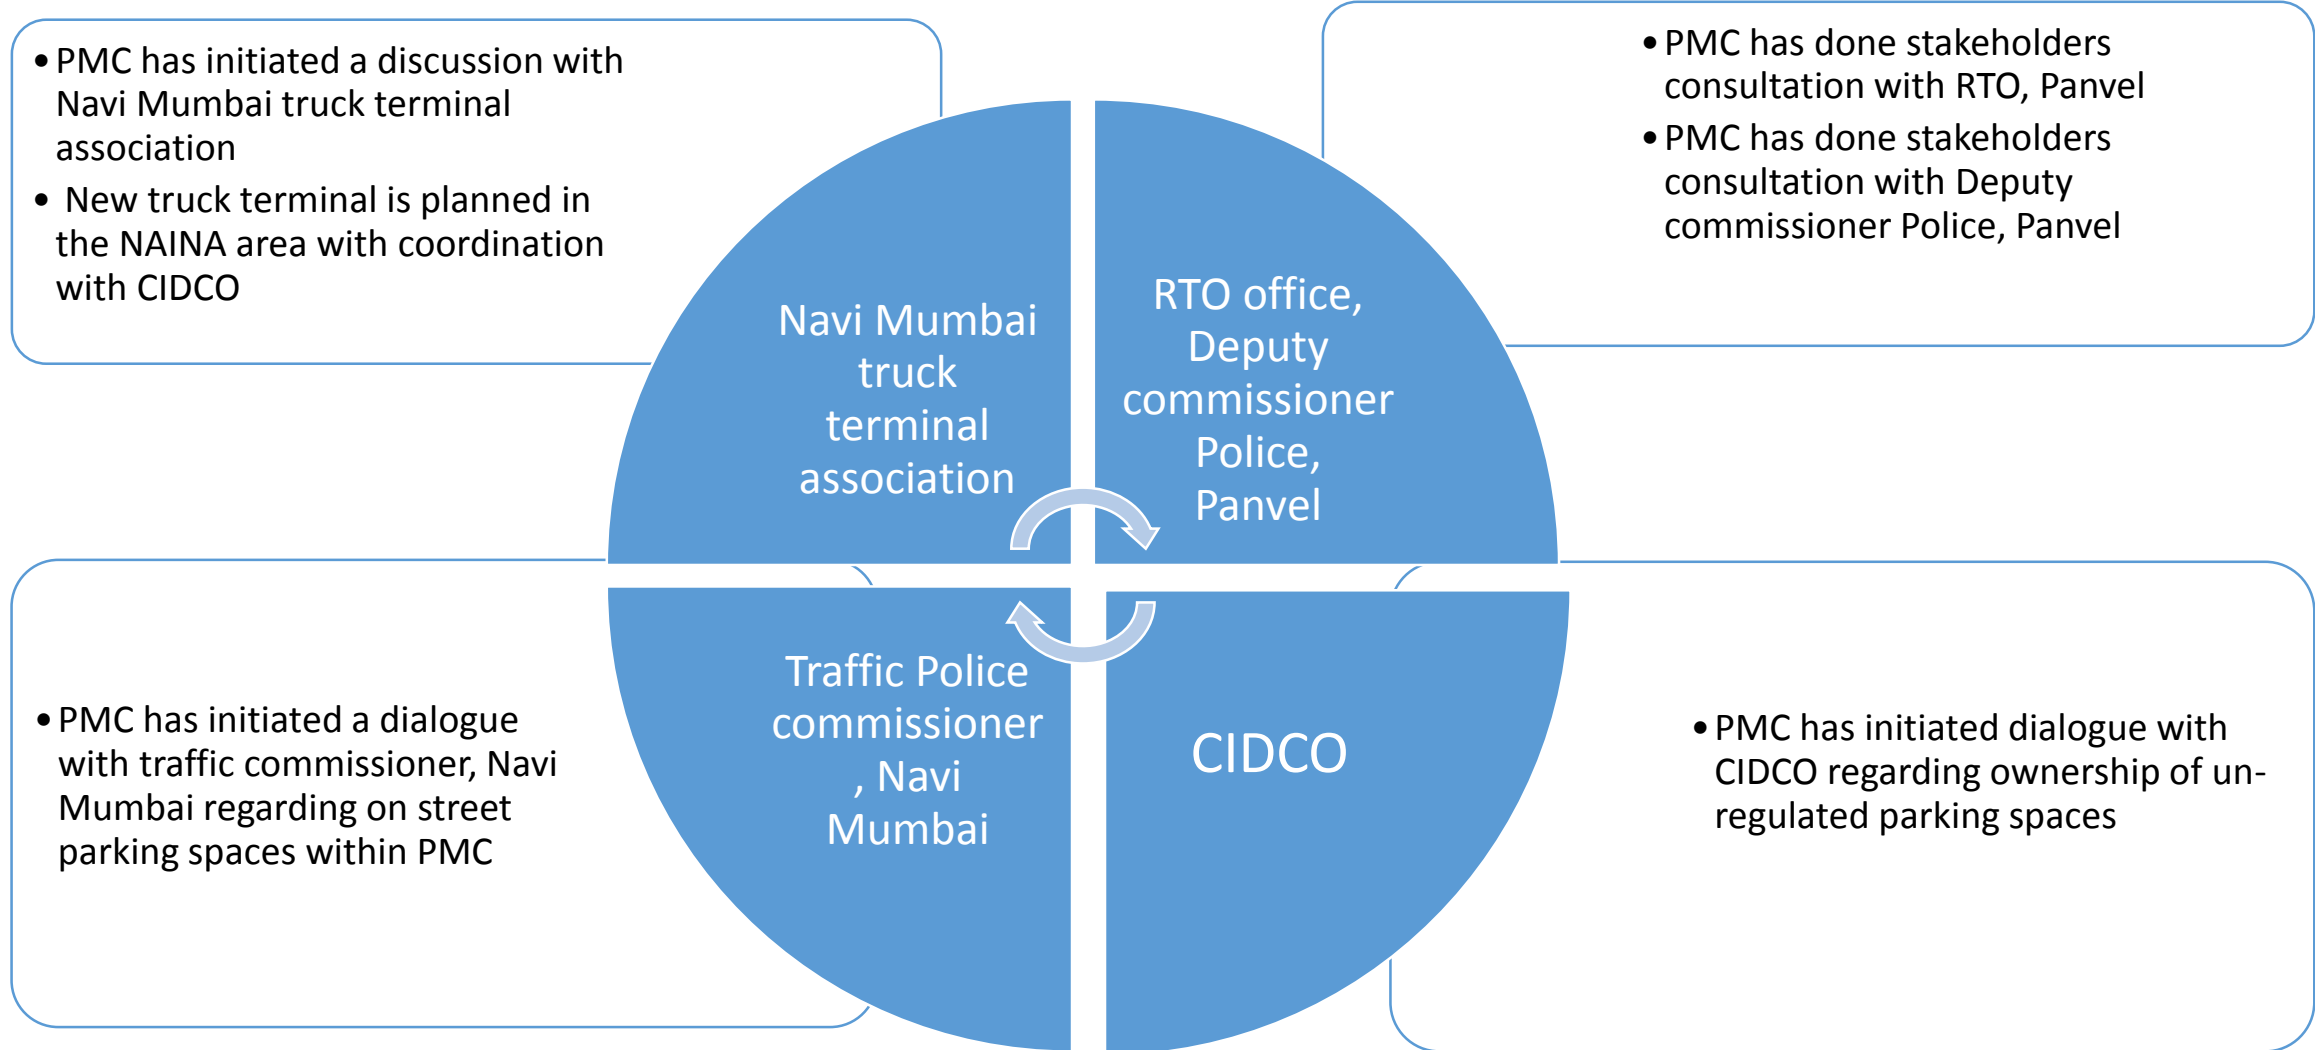 •PMC has initiated a discussion with
Navi Mumbai truck terminal
association
• New truck terminal is planned in
the NAINA area with coordination
with CIDCO
•PMC has done stakeholders
consultation with RTO, Panvel
•PMC has done stakeholders
consultation with Deputy
commissioner Police, Panvel
Navi Mumbai
truck
terminal
association
RTO office,
Deputy
commissioner
Police,
Panvel
•PMC has initiated a dialogue
with traffic commissioner, Navi
Mumbai regarding on street
parking spaces within PMC
Traffic Police
commissioner
, Navi
Mumbai
CIDCO
•PMC has initiated dialogue with
CIDCO regarding ownership of un-
regulated parking spaces